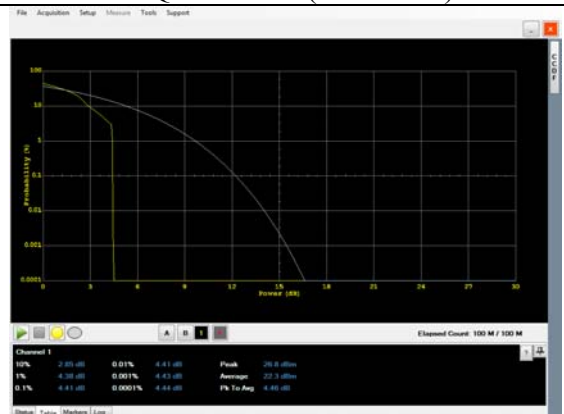 File Acquisition Setup Measure Tools Support
CCDF
100
10
1
0.1
0.01
0.001
0.0001
Probability (%)
0 3 6 9 12 15 18 21 24 27 30
Power (dB)
A B 1
Elapsed Count: 100 M / 100 M
Channel 1
10% 2.85 dB 0.01% 4.41 dB Peak 26.8 dBm
1% 4.38 dB 0.001% 4.43 dB Average 22.3 dBm
0.1% 4.41 dB 0.0001% 4.44 dB Pk To Avg 4.46 dB
Status Table Markers Log